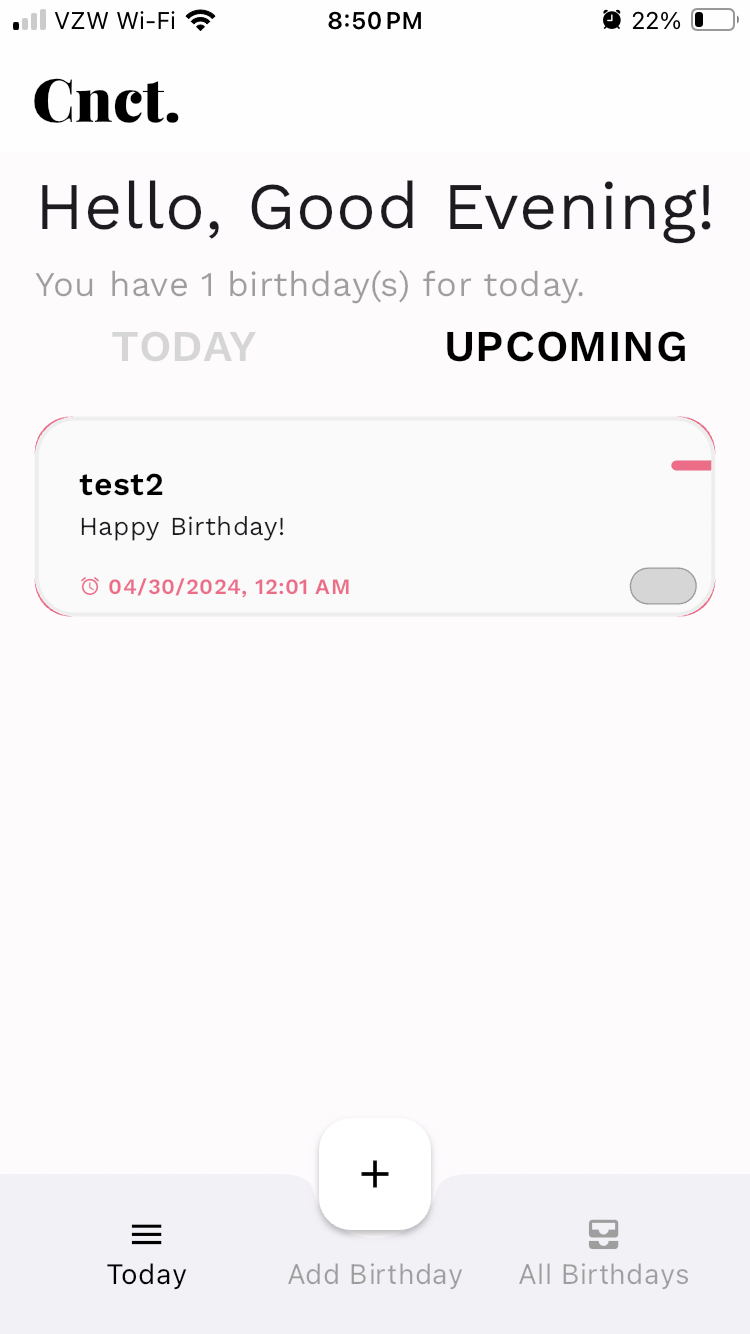 VZW Wi-Fi 8:50 PM 22%
Cnct.
Hello, Good Evening!
You have 1 birthday(s) for today.
TODAY UPCOMING
test2
Happy Birthday!
04/30/2024, 12:01 AM
+
Today Add Birthday All Birthdays